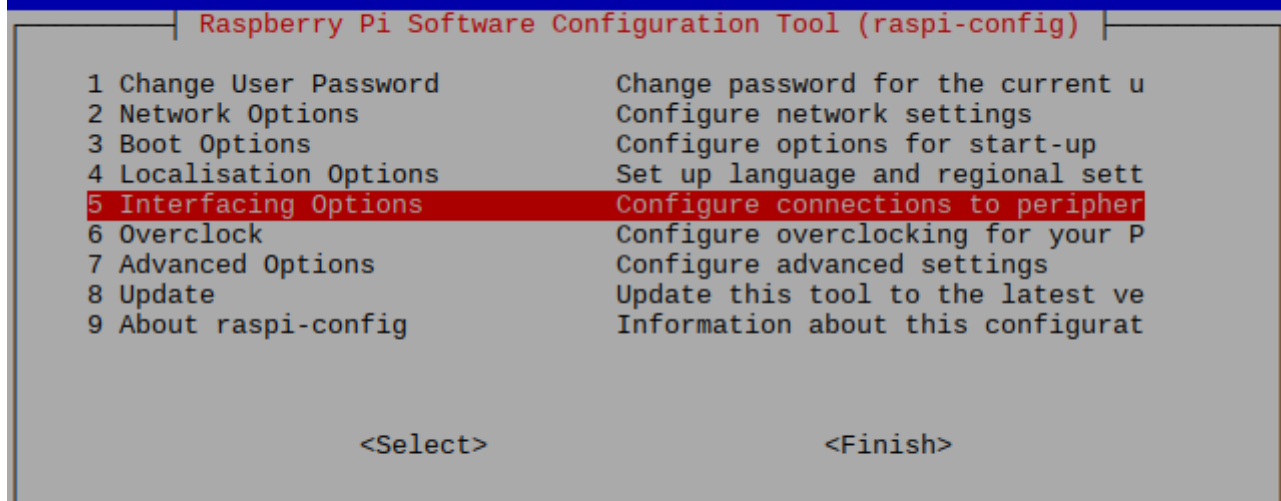 Raspberry Pi Software Configuration Tool (raspi-config)
1 Change User Password Change password for the current u
2 Network Options Configure network settings
3 Boot Options Configure options for start-up
4 Localisation Options Set up language and regional sett
5 Interfacing Options Configure connections to peripher
6 Overclock Configure overclocking for your P
7 Advanced Options Configure advanced settings
8 Update Update this tool to the latest ve
9 About raspi-config Information about this configurat
<Select> <Finish>